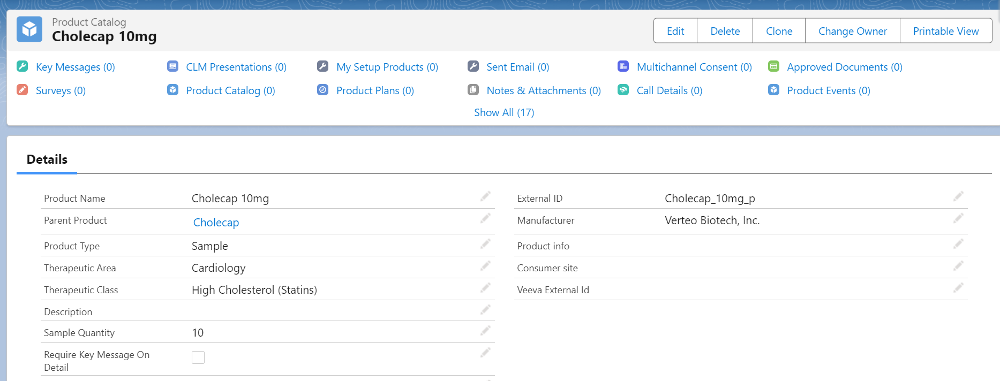 Product Catalog
Cholecap 10mg
Edit Delete Clone Change Owner Printable View
Key Messages (0) CLM Presentations (0) My Setup Products (0) Sent Email (0) Multichannel Consent (0) Approved Documents (0)
Surveys (0) Product Catalog (0) Product Plans (0) Notes & Attachments (0) Call Details (0) Product Events (0)
Show All (17)
Details
Product Name Cholecap 10mg External ID Cholecap_10mg_p
Parent Product Cholecap Manufacturer Verteo Biotech, Inc.
Product Type Sample Product info
Therapeutic Area Cardiology Consumer site
Therapeutic Class High Cholesterol (Statins) Veeva External Id
Description
Sample Quantity 10
Require Key Message On
Detail